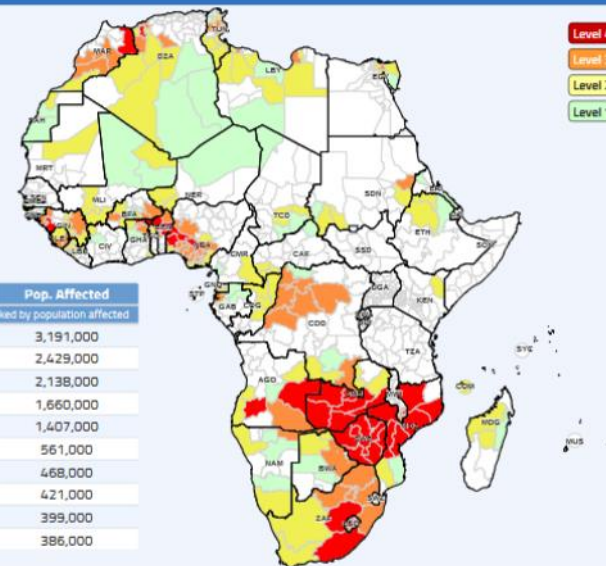 Level
Level
Level
Level
TUN
MAR
DZA
LBY
EGY
MRT
MLI
NER
TCD
SDN
BFA
GIN
CIV
GHA
CMR
CAF
SSD
ETH
SOM
GAB
COG
COD
UGA
KEN
TZA
STP
SYC
AGO
COM
MDG
MUS
NAM
BWA
ZAF
Pop. Affected
ked by population affected
3,191,000
2,429,000
2,138,000
1,660,000
1,407,000
561,000
468,000
421,000
399,000
386,000